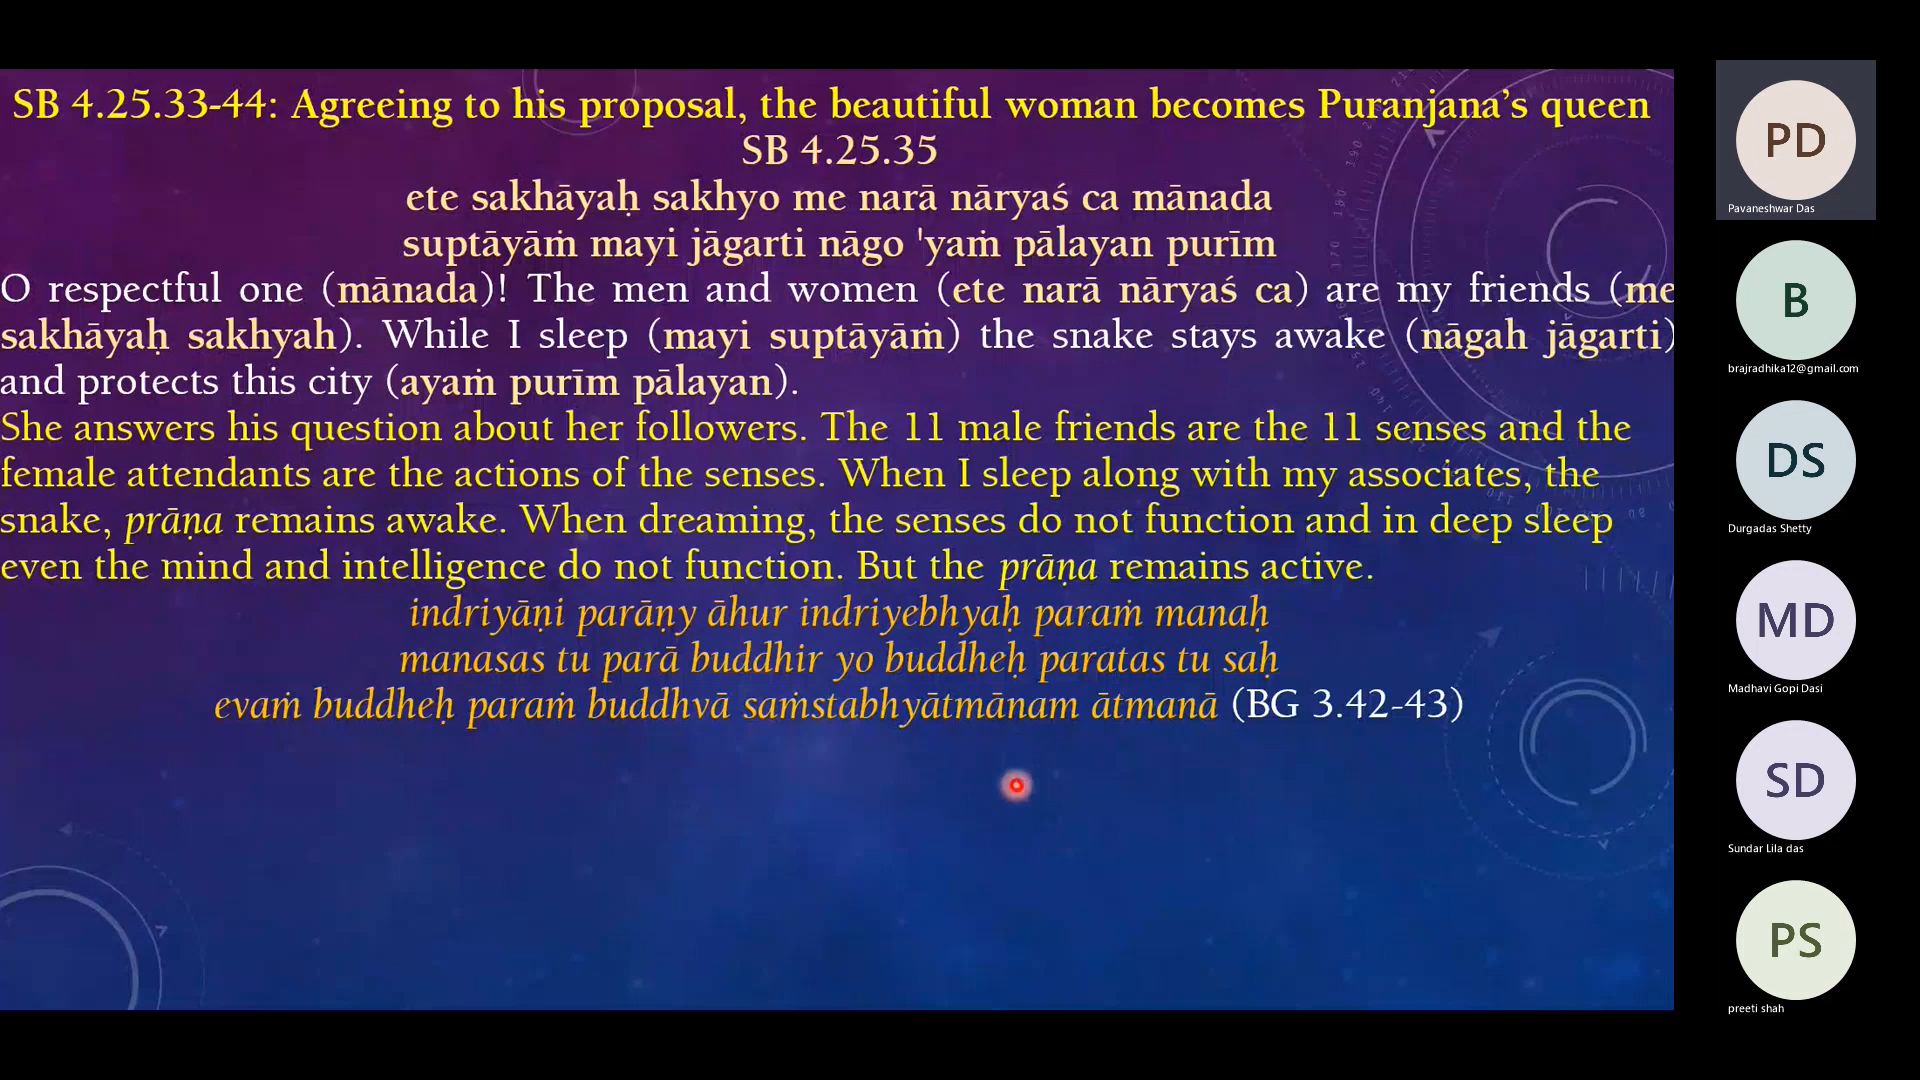 SB 4.25.33-44: Agreeing to his proposal, the beautiful woman becomes Puranjana’s queen
SB 4.25.35
ete sakhāyaḥ sakhyo me narā nāryaś ca mānada
suptāyāṁ mayi jāgarti nāgo 'yaṁ pālayan purīm
O respectful one (mānada)! The men and women (ete narā nāryaś ca) are my friends (me
sakhāyaḥ sakhyah). While I sleep (mayi suptāyāṁ) the snake stays awake (nāgah jāgarti)
and protects this city (ayaṁ purīm pālayan).
She answers his question about her followers. The 11 male friends are the 11 senses and the
female attendants are the actions of the senses. When I sleep along with my associates, the
snake, prāṇa remains awake. When dreaming, the senses do not function and in deep sleep
even the mind and intelligence do not function. But the prāṇa remains active.
indriyāṇi parāṇy āhur indriyebhyaḥ paraṁ manaḥ
manasas tu parā buddhir yo buddheḥ paratas tu saḥ
evaṁ buddheḥ paraṁ buddhvā saṁstabhyātmānam ātmanā (BG 3.42-43)
PD
Pavaneshwar Das
B
brajradhika12@gmail.com
DS
Durgadas Shetty
MD
Madhavi Gopi Dasi
SD
Sundar Lila das
PS
preeti shah